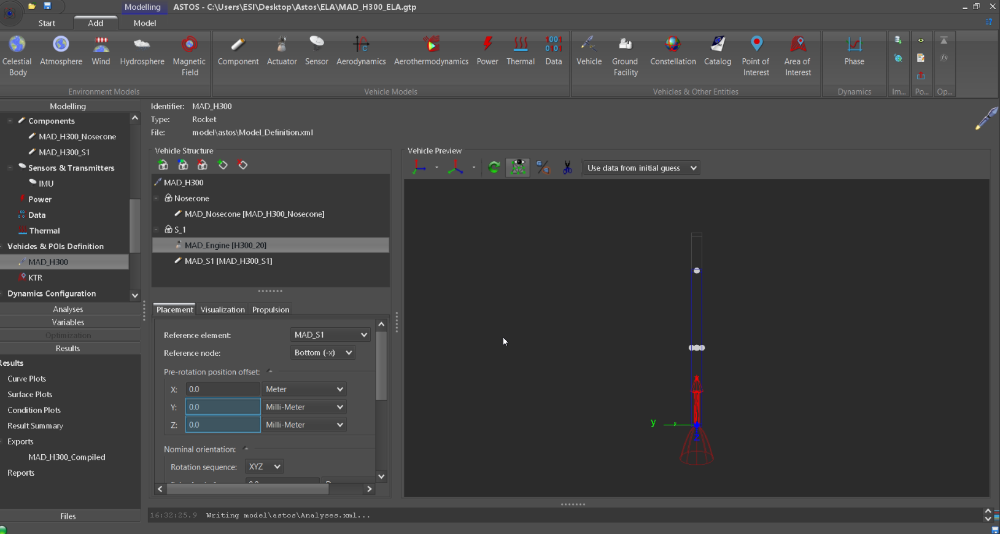 Modelling
ASTOS - C:\Users\ESI\Desktop\Astos\ELA\MAD_H300_ELA.gtp
Start
Add
Model
Celestial Body
Atmosphere
Wind
Hydrosphere
Magnetic Field
Component
Actuator
Sensor
Aerodynamics
Aerothermodynamics
Power
Thermal
1001
0101
Data
Vehicle
Ground Facility
Constellation
Catalog
Point of Interest
Area of Interest
Phase
Environment Models
Vehicle Models
Vehicles & Other Entities
Dynamics
Im...
Po...
Op...
Modelling
Components
MAD_H300_Nosecone
MAD_H300_S1
Sensors & Transmitters
IMU
Power
Data
Thermal
Vehicles & POIs Definition
MAD_H300
KTR
Dynamics Configuration
Analyses
Variables
Optimization
Results
Results
Curve Plots
Surface Plots
Condition Plots
Result Summary
Exports
MAD_H300_Compiled
Reports
Files
Identifier: MAD_H300
Type: Rocket
File: model\astos\Model_Definition.xml
Vehicle Structure
MAD_H300
Nosecone
MAD_Nosecone [MAD_H300_Nosecone]
S_1
MAD_Engine [H300_20]
MAD_S1 [MAD_H300_S1]
Placement
Visualization
Propulsion
Reference element: MAD_S1
Reference node: Bottom (-x)
Pre-rotation position offset:
X: 0.0 Meter
Y: 0.0 Milli-Meter
Z: 0.0 Milli-Meter
Nominal orientation:
Rotation sequence: XYZ
Vehicle Preview
Use data from initial guess
y
y
16:32:25.9 Writing model\astos\Analyses.xml...